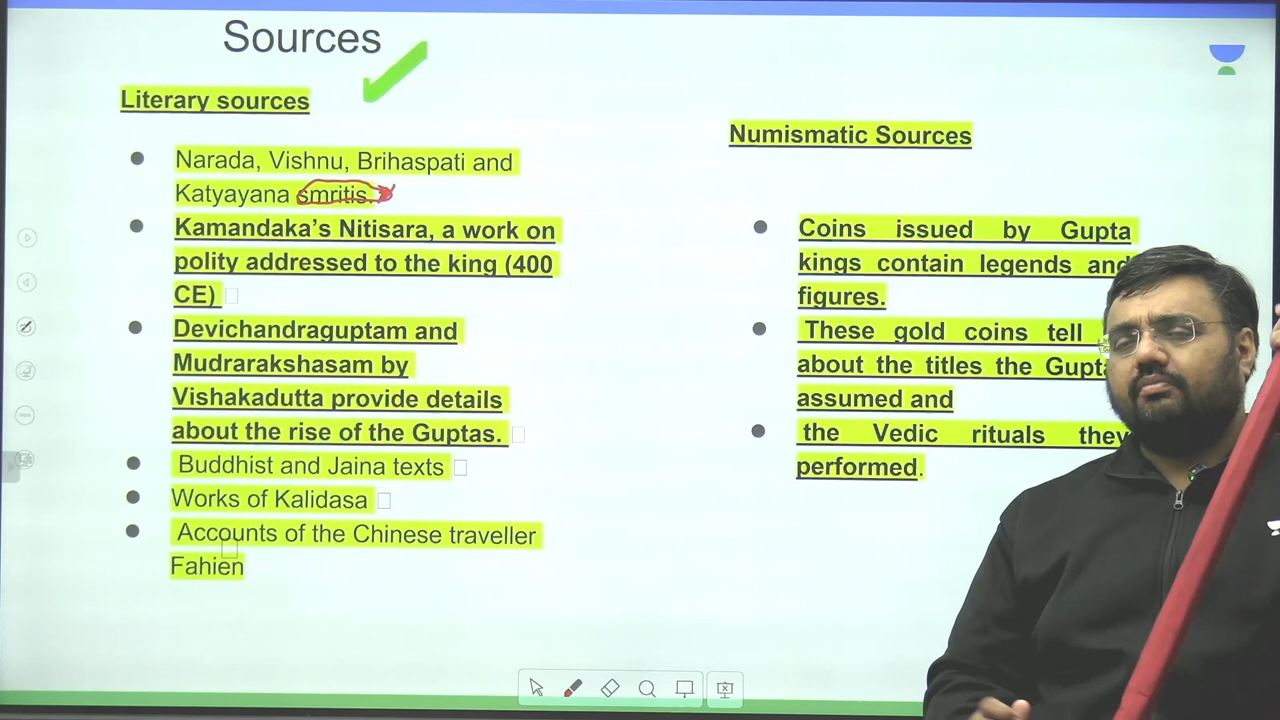 Sources
Literary sources
Narada, Vishnu, Brihaspati and
Katyayana smritis.
Kamandaka's Nitisara, a work on
polity addressed to the king (400
CE)
Devichandraguptam and
Mudrarakshasam by
Vishakadutta provide details
about the rise of the Guptas.
Buddhist and Jaina texts
Works of Kalidasa
Accounts of the Chinese traveller
Fahien
Numismatic Sources
Coins issued by Gupta
kings contain legends and
figures.
These gold coins tell
about the titles the Gupta
assumed and
the Vedic rituals they
performed.